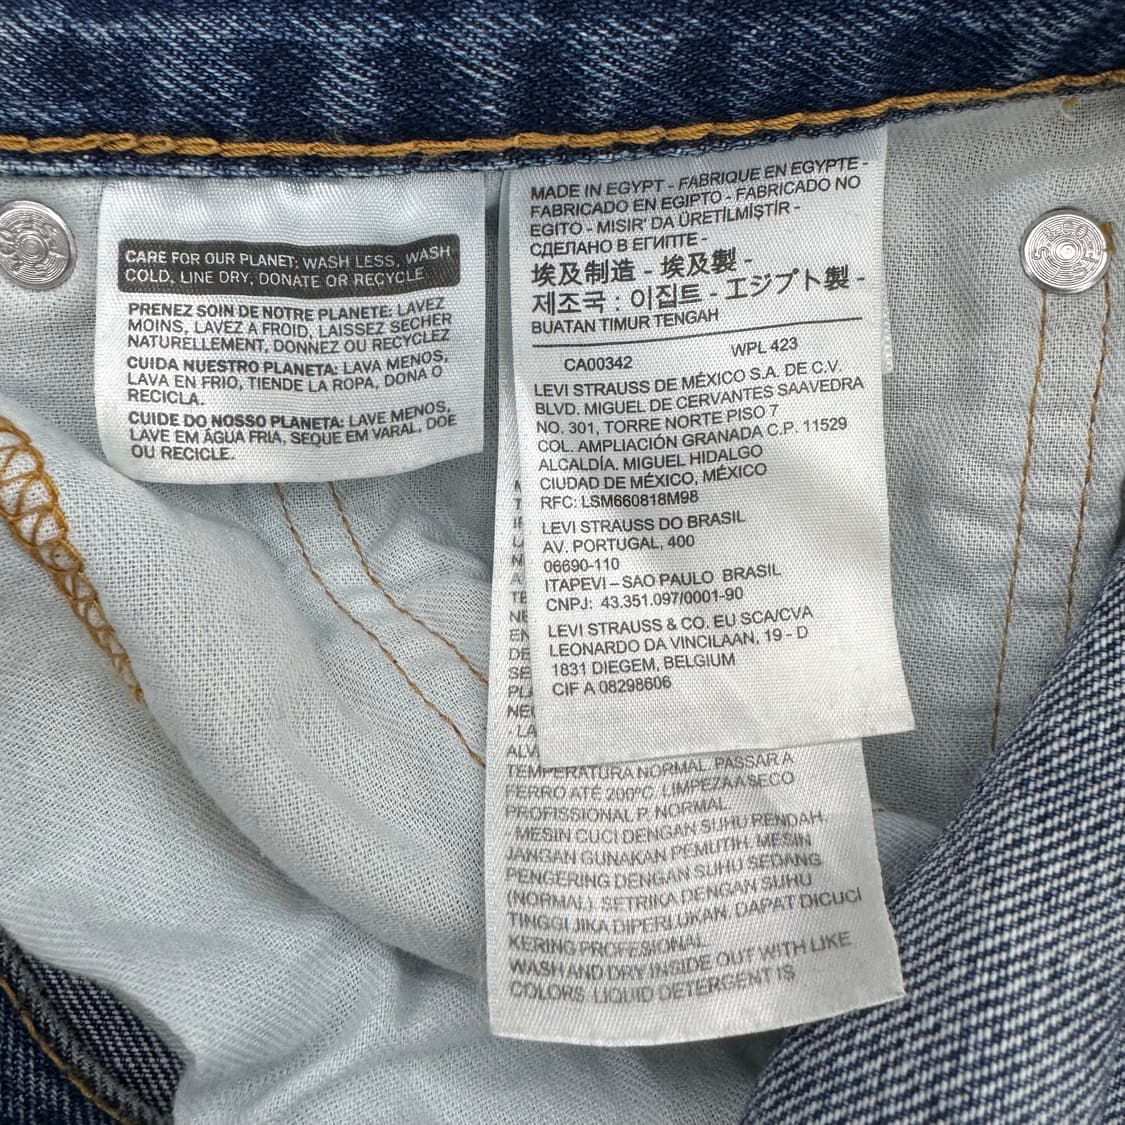 CARE FOR OUR PLANET: WASH LESS, WASH
COLD, LINE DRY, DONATE OR RECYCLE
PRENEZ SOIN DE NOTRE PLANETE: LAVEZ
MOINS, LAVEZ A FROID, LAISSEZ SECHER
NATURELLEMENT, DONNEZ OU RECYCLEZ
CUIDA NUESTRO PLANETA: LAVA MENOS,
LAVA EN FRIO, TIENDE LA ROPA, DONA O
RECICLA.
CUIDE DO NOSSO PLANETA: LAVE MENOS,
LAVE EM ÁGUA FRIA, SEQUE EM VARAL, DOE
OU RECICLE.
MADE IN EGYPT - FABRIQUE EN EGYPTE -
FABRICADO EN EGIPTO - FABRICADO NO
EGITO - MISIR' DA ÜRETİLMİŞTİR -
СДЕЛАНО В ЕГИПТЕ -
埃及制造 - 埃及製 -
제조국 : 이집트 - エジプト製 -
BUATAN TIMUR TENGAH
CA00342 WPL 423
LEVI STRAUSS DE MÉXICO S.A. DE C.V.
BLVD. MIGUEL DE CERVANTES SAAVEDRA
NO. 301, TORRE NORTE PISO 7
COL. AMPLIACIÓN GRANADA C.P. 11529
ALCALDÍA. MIGUEL HIDALGO
CIUDAD DE MÉXICO, MÉXICO
RFC: LSM660818M98
LEVI STRAUSS DO BRASIL
AV. PORTUGAL, 400
06690-110
ITAPEVI – SAO PAULO BRASIL
CNPJ: 43.351.097/0001-90
LEVI STRAUSS & CO. EU SCA/CVA
LEONARDO DA VINCILAAN, 19 - D
1831 DIEGEM, BELGIUM
CIF A 08298606
TEMPERATURA NORMAL. PASSAR A
FERRO ATÉ 200ºC. LIMPEZA A SECO
PROFISSIONAL P. NORMAL.
- MESIN CUCI DENGAN SUHU RENDAH.
JANGAN GUNAKAN PEMUTIH. MESIN
PENGERING DENGAN SUHU SEDANG
(NORMAL). SETRIKA DENGAN SUHU
TINGGI JIKA DIPERLUKAN. DAPAT DICUCI
KERING PROFESIONAL
WASH AND DRY INSIDE OUT WITH LIKE
COLORS. LIQUID DETERGENT IS